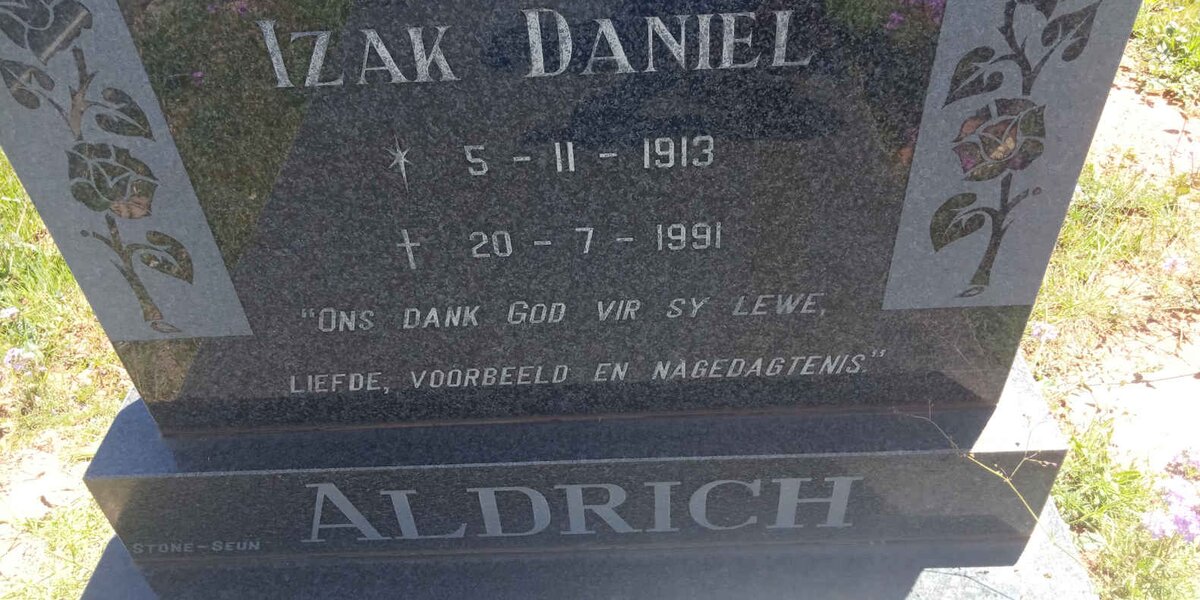 IZAK DANIEL
* 5 - 11 - 1913
† 20 - 7 - 1991
"ONS DANK GOD VIR SY LEWE,
LIEFDE, VOORBEELD EN NAGEDAGTENIS."
ALDRICH
STONE-SEUN